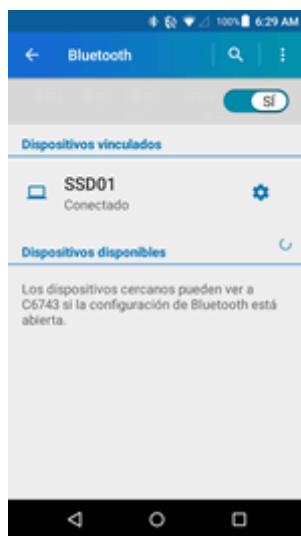 100% 6:29 AM
Bluetooth
SÍ
Dispositivos vinculados
SSD01
Conectado
Dispositivos disponibles
Los dispositivos cercanos pueden ver a
C6743 si la configuración de Bluetooth está
abierta.